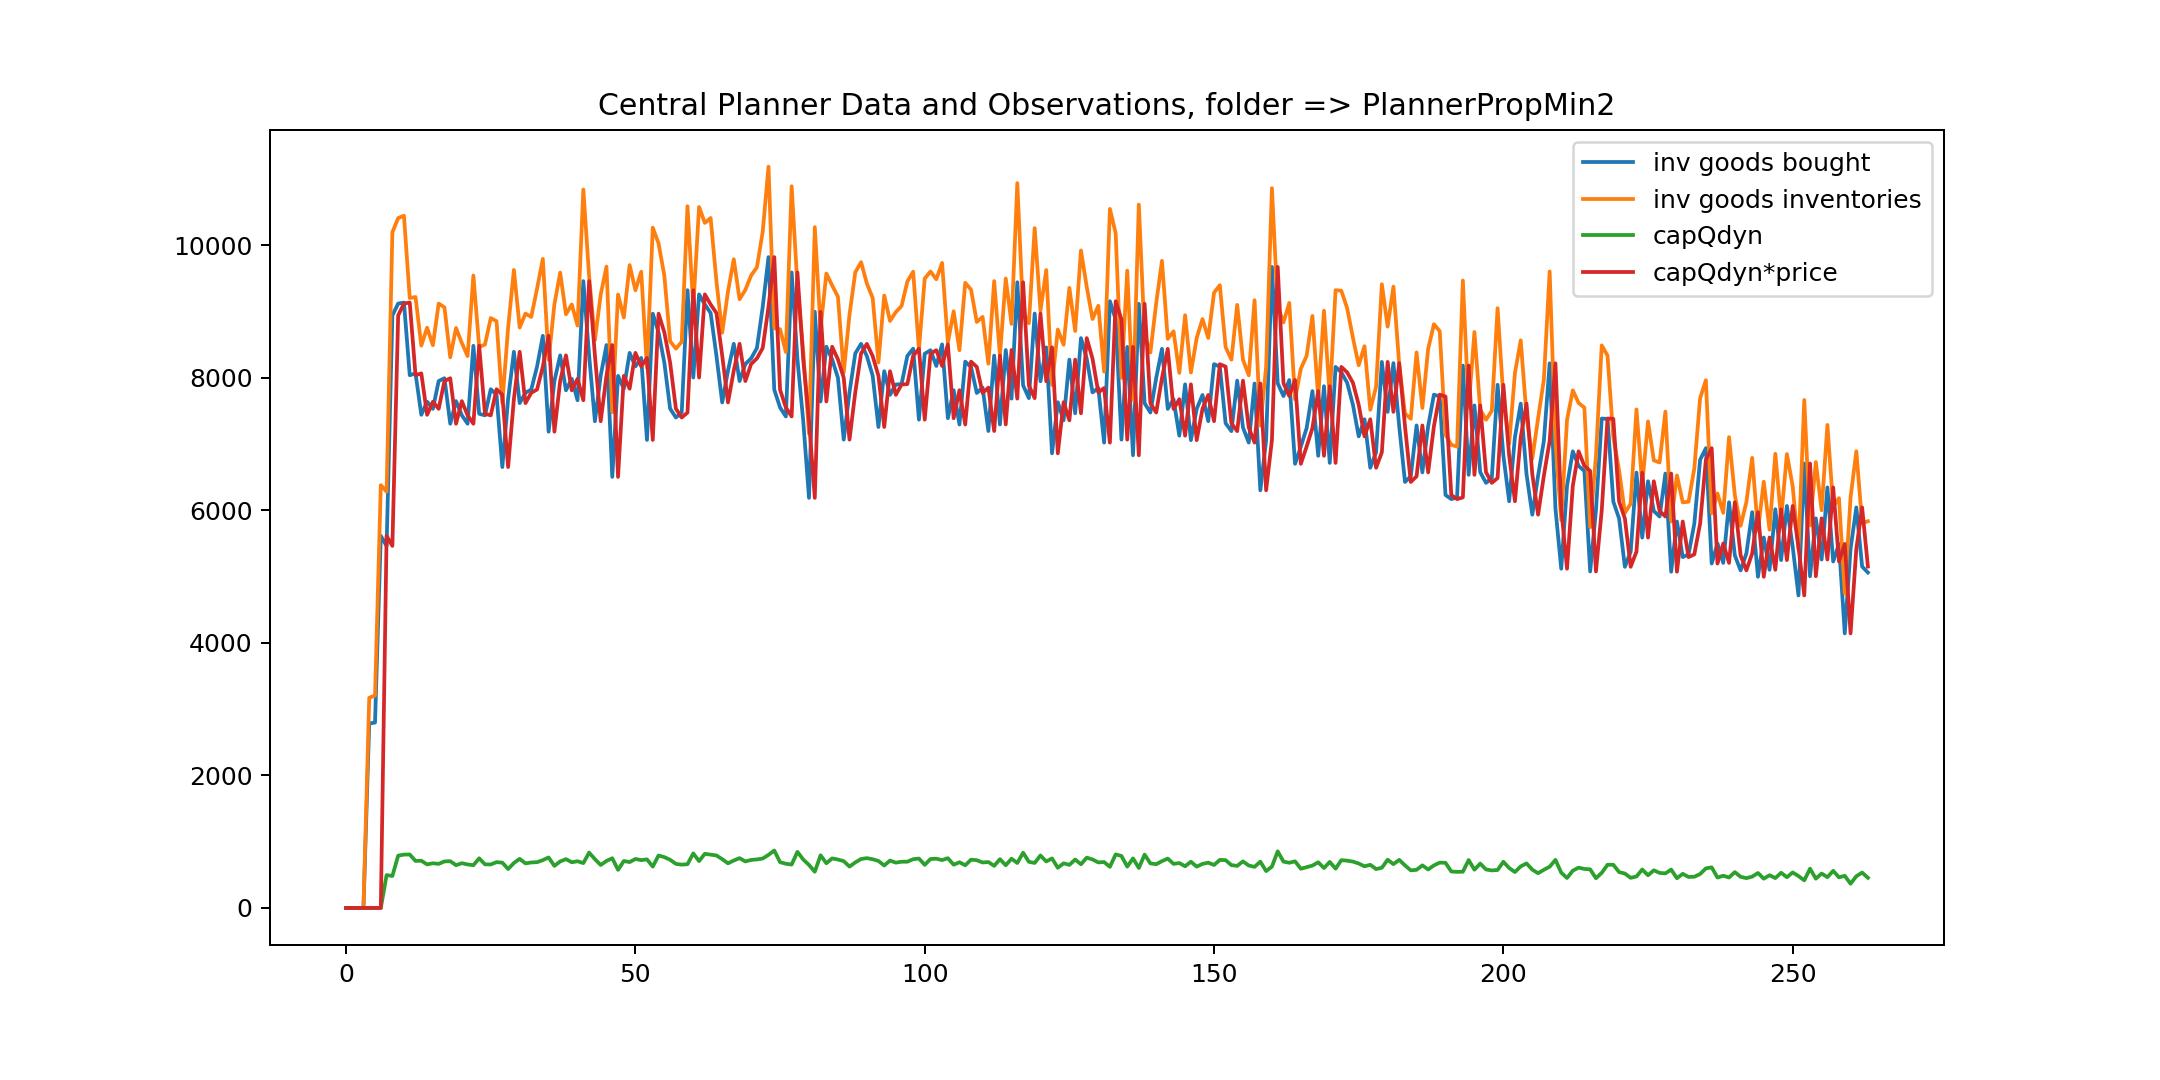 Central Planner Data and Observations, folder => PlannerPropMin2
inv goods bought
inv goods inventories
capQdyn
capQdyn*price
10000
8000
6000
4000
2000
0
0 50 100 150 200 250